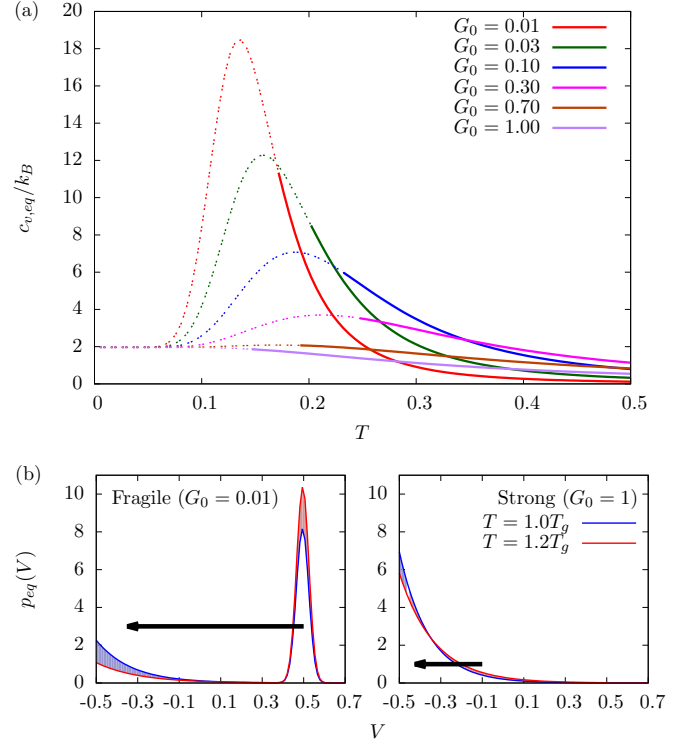 (a)
20
18
16
14
12
10
8
6
4
2
0
c_{v,eq}/k_B
G_0 = 0.01
G_0 = 0.03
G_0 = 0.10
G_0 = 0.30
G_0 = 0.70
G_0 = 1.00
0 0.1 0.2 0.3 0.4 0.5
T
(b)
10
8
6
4
2
0
p_{eq}(V)
Fragile (G_0 = 0.01)
-0.5 -0.3 -0.1 0.1 0.3 0.5 0.7
10
8
6
4
2
0
Strong (G_0 = 1)
T = 1.0T_g
T = 1.2T_g
-0.5 -0.3 -0.1 0.1 0.3 0.5 0.7
V